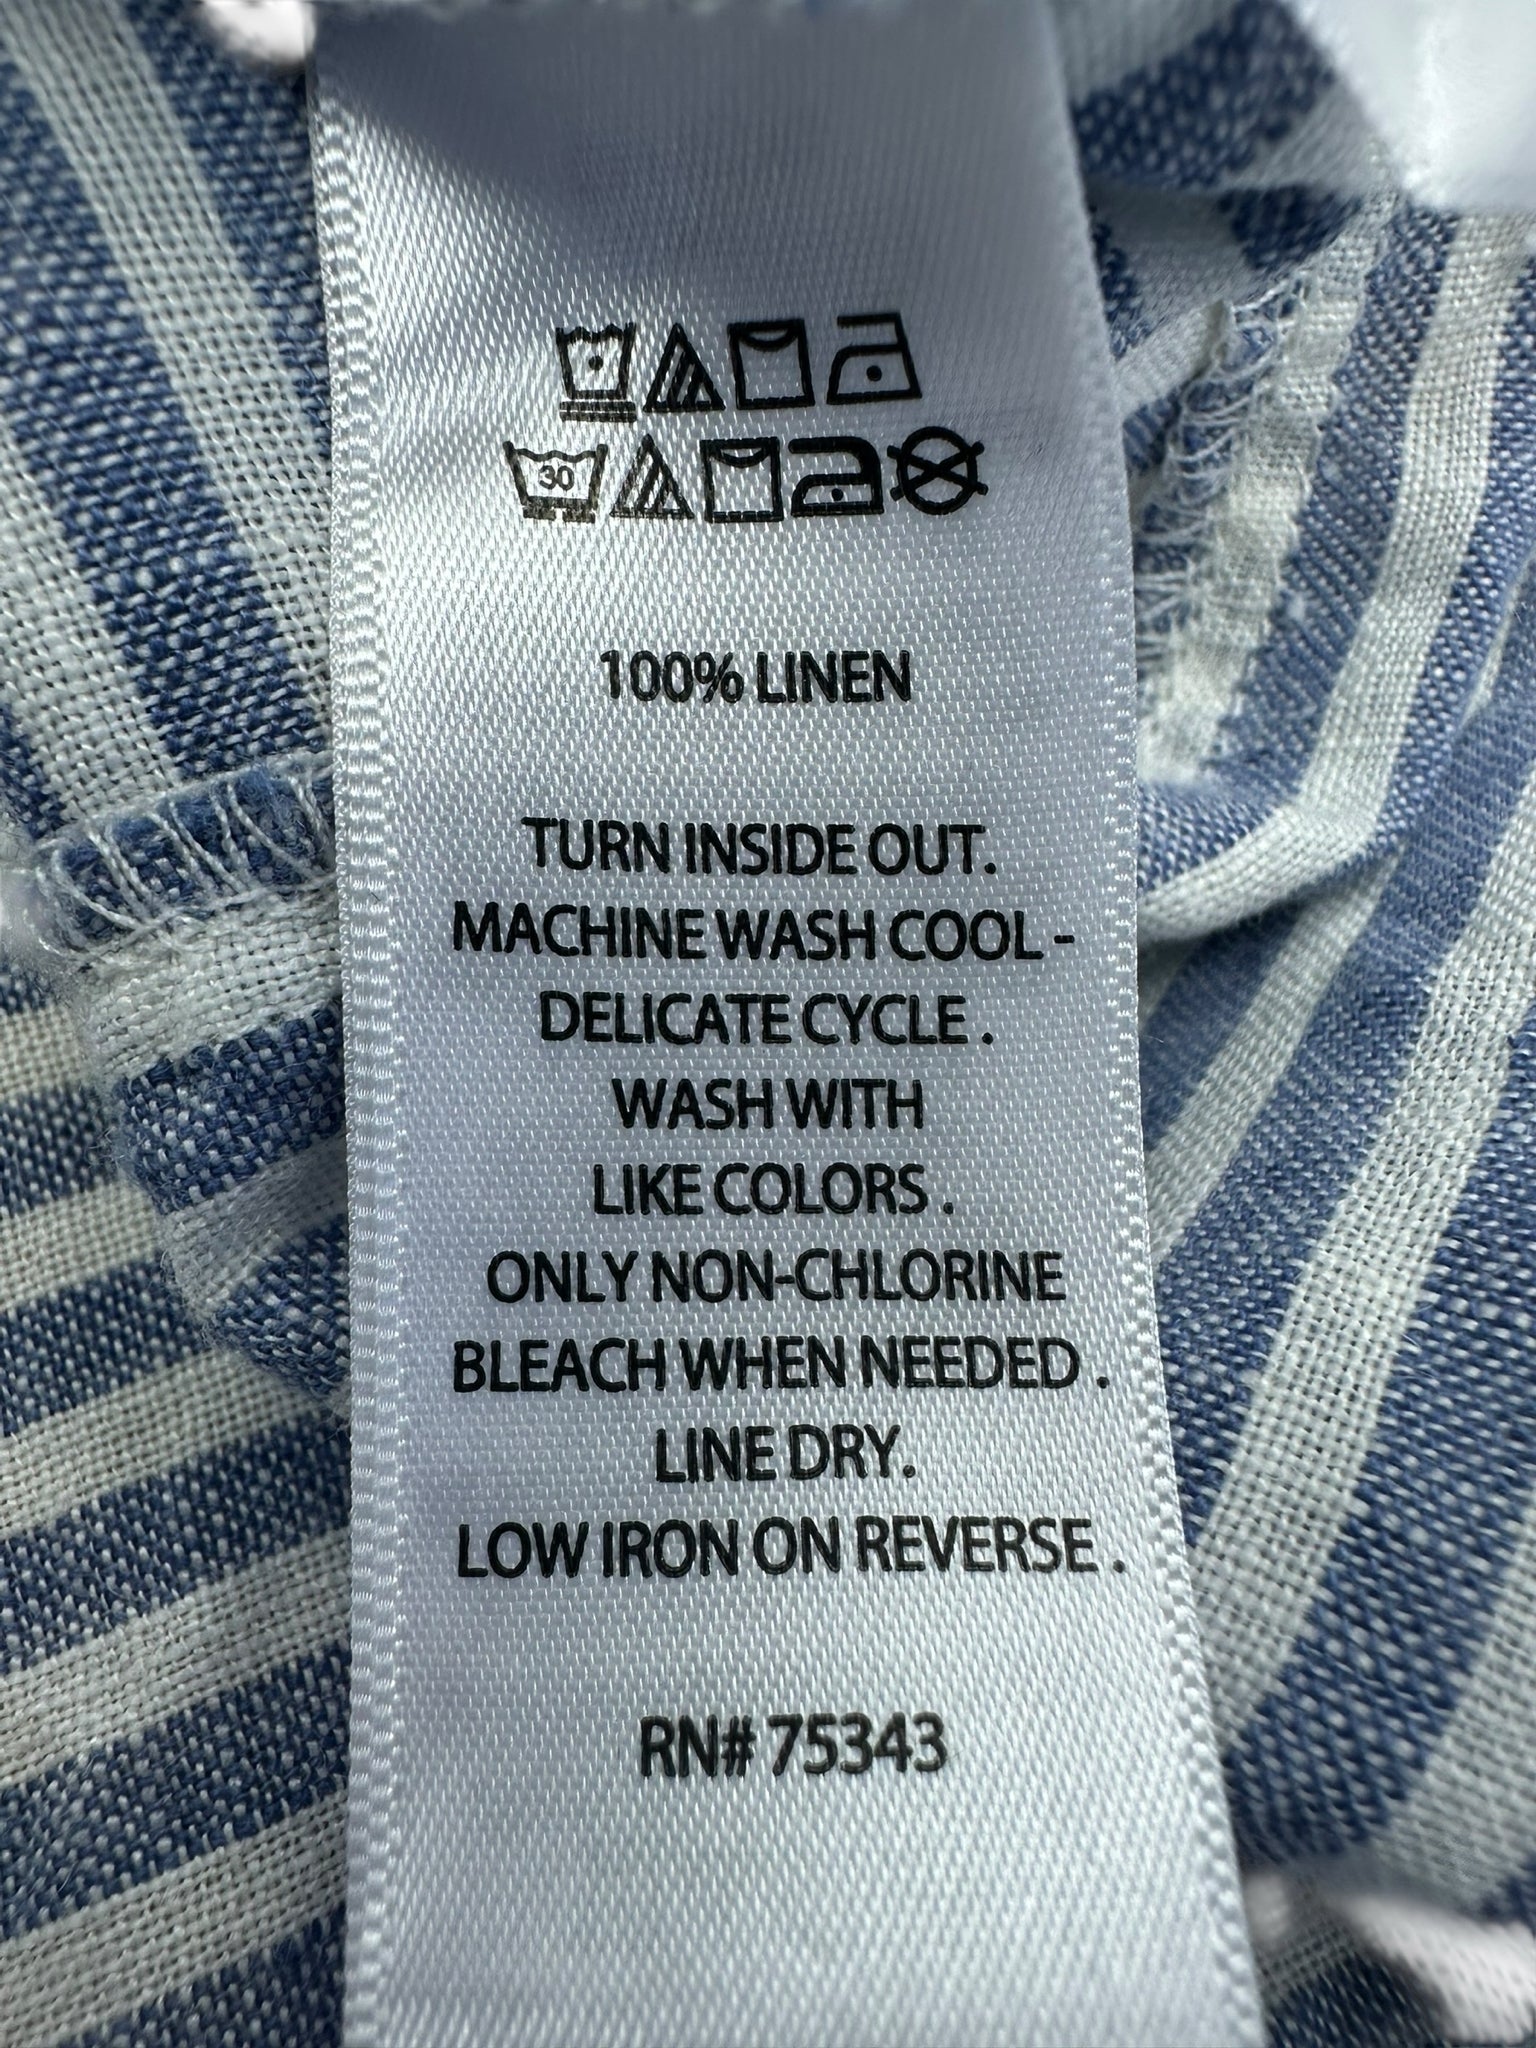 30
100% LINEN
TURN INSIDE OUT.
MACHINE WASH COOL -
DELICATE CYCLE .
WASH WITH
LIKE COLORS .
ONLY NON-CHLORINE
BLEACH WHEN NEEDED .
LINE DRY.
LOW IRON ON REVERSE .
RN# 75343